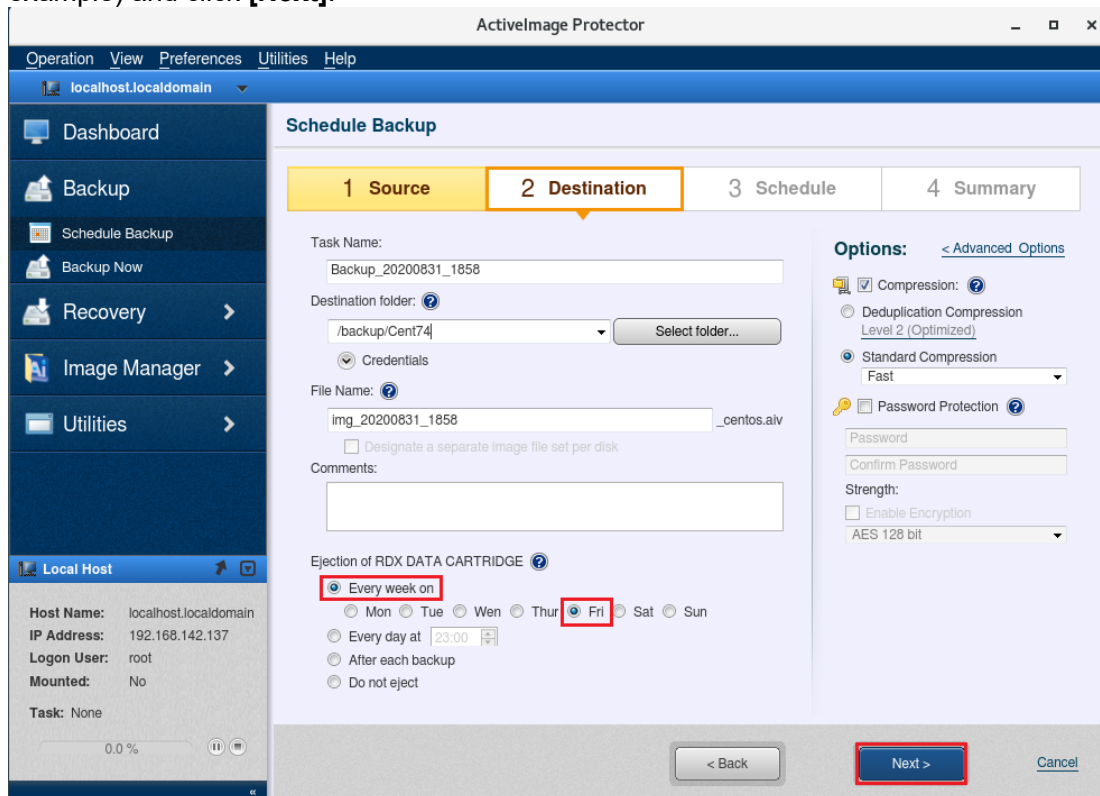 example) and click [Next].
ActiveImage Protector
Operation View Preferences Utilities Help
localhost.localdomain
Dashboard
Schedule Backup
Backup
1 Source 2 Destination 3 Schedule 4 Summary
Schedule Backup
Backup Now
Recovery
Image Manager
Utilities
Task Name:
Backup_20200831_1858
Destination folder:
/backup/Cent74
Select folder...
Credentials
File Name:
img_20200831_1858 _centos.aiv
Designate a separate image file set per disk
Comments:
Ejection of RDX DATA CARTRIDGE
Every week on
Mon Tue Wen Thur Fri Sat Sun
Every day at 23:00
After each backup
Do not eject
Options: < Advanced Options
Compression:
Deduplication Compression
Level 2 (Optimized)
Standard Compression
Fast
Password Protection
Password
Confirm Password
Strength:
Enable Encryption
AES 128 bit
Local Host
Host Name: localhost.localdomain
IP Address: 192.168.142.137
Logon User: root
Mounted: No
Task: None
0.0 %
< Back
Next >
Cancel